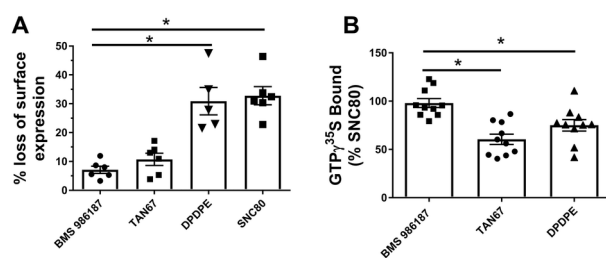 A
*
*
% loss of surface
expression
50
40
30
20
10
0
BMS 986187
TAN67
DPDPE
SNC80
B
*
*
GTPγ³⁵S Bound
(% SNC80)
150
100
50
0
BMS 986187
TAN67
DPDPE